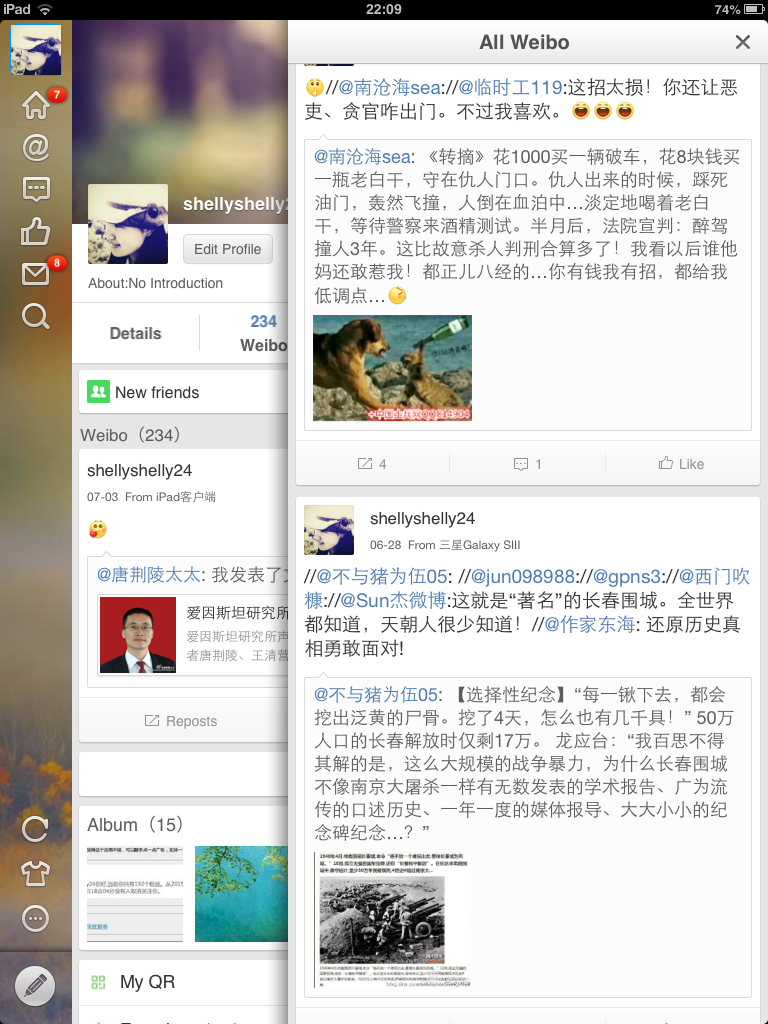 iPad
22:09
74%
7
8
shellyshelly2
Edit Profile
About:No Introduction
Details
234
Weibo
New friends
Weibo（234）
shellyshelly24
07-03 From iPad客户端
@唐荆陵太太: 我发表了
爱因斯坦研究所
爱因斯坦研究所声
者唐荆陵、王清营
Reposts
Album（15）
My QR
All Weibo
//@南沧海sea://@临时工119:这招太损！你还让恶
吏、贪官咋出门。不过我喜欢。
@南沧海sea: 《转摘》花1000买一辆破车，花8块钱买
一瓶老白干，守在仇人门口。仇人出来的时候，踩死
油门，轰然飞撞，人倒在血泊中…淡定地喝着老白
干，等待警察来酒精测试。半月后，法院宣判：醉驾
撞人3年。这比故意杀人判刑合算多了！我看以后谁他
妈还敢惹我！都正儿八经的…你有钱我有招，都给我
低调点…
4
1
Like
shellyshelly24
06-28 From 三星Galaxy SIII
//@不与猪为伍05: //@jun098988://@gpns3://@西门吹
糠://@Sun杰微博:这就是“著名”的长春围城。全世界
都知道，天朝人很少知道！//@作家东海: 还原历史真
相勇敢面对!
@不与猪为伍05: 【选择性纪念】“每一锹下去，都会
挖出泛黄的尸骨。挖了4天，怎么也有几千具！” 50万
人口的长春解放时仅剩17万。 龙应台：“我百思不得
其解的是，这么大规模的战争暴力，为什么长春围城
不像南京大屠杀一样有无数发表的学术报告、广为流
传的口述历史、一年一度的媒体报导、大大小小的纪
念碑纪念…？”